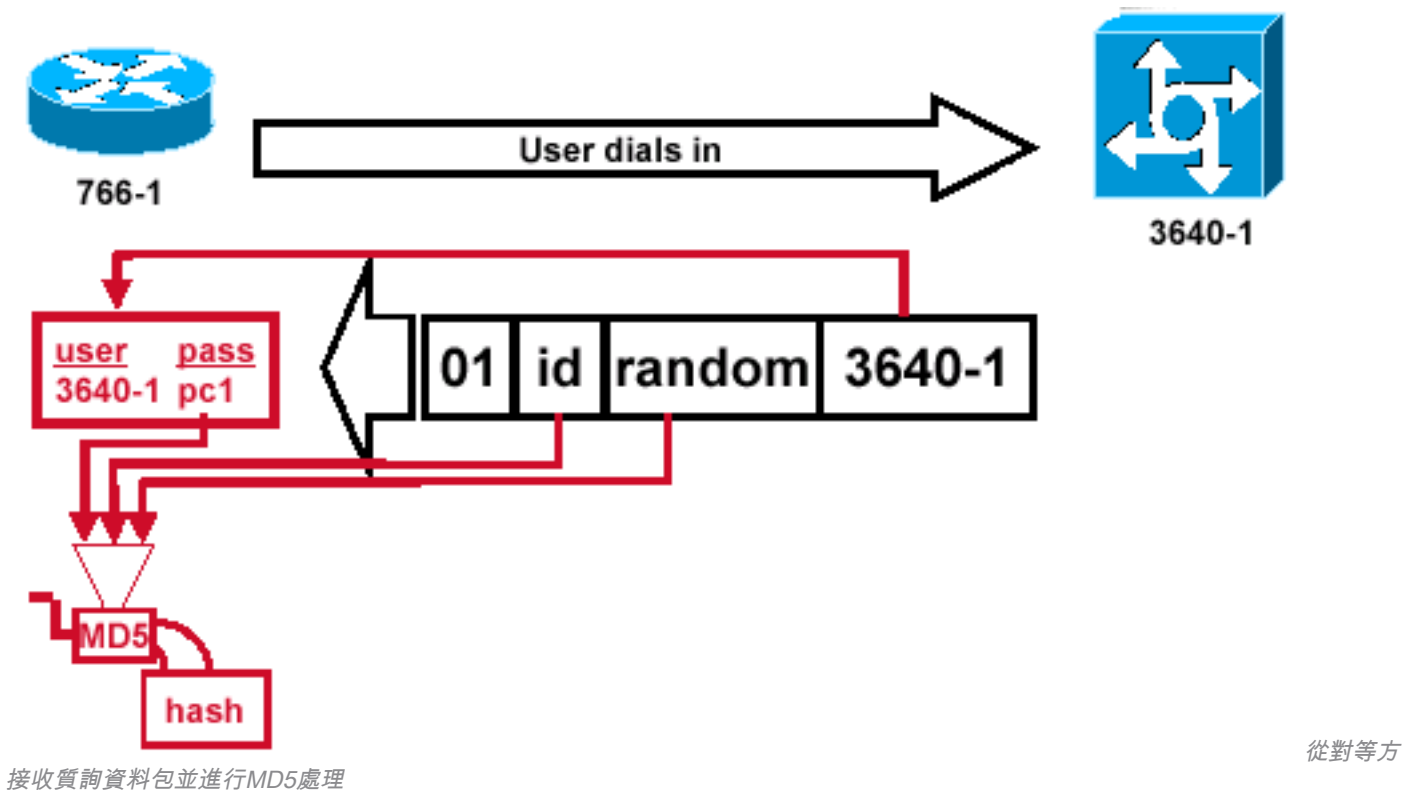 User dials in
766-1
3640-1
user pass
3640-1 pc1
01 id random 3640-1
MD5
hash
從對等方
接收質詢資料包並進行MD5處理